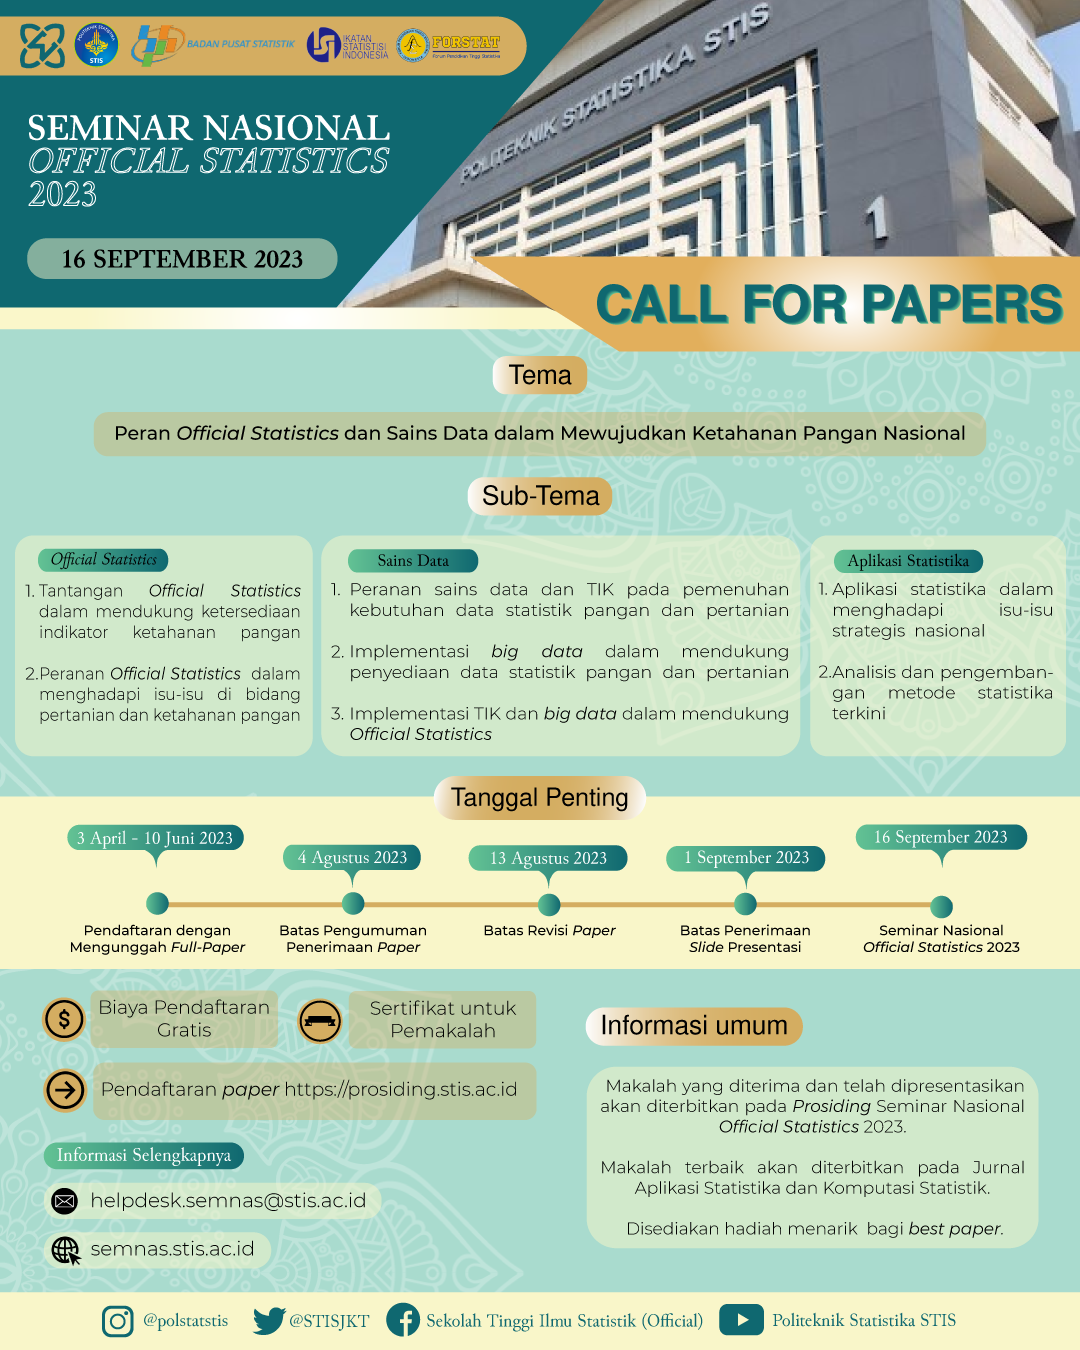 POLITEKNIK STATISTIKA
STIS
BADAN PUSAT STATISTIK
IKATAN
STATISTISI
INDONESIA
FORSTAT
Forum Pendidikan Tinggi Statistika
SEMINAR NASIONAL
OFFICIAL STATISTICS
2023
16 SEPTEMBER 2023
POLITEKNIK STATISTIKA STIS
1
CALL FOR PAPERS
Tema
Peran Official Statistics dan Sains Data dalam Mewujudkan Ketahanan Pangan Nasional
Sub-Tema
Official Statistics
1. Tantangan Official Statistics
dalam mendukung ketersediaan
indikator ketahanan pangan
2.Peranan Official Statistics dalam
menghadapi isu-isu di bidang
pertanian dan ketahanan pangan
Sains Data
1. Peranan sains data dan TIK pada pemenuhan
kebutuhan data statistik pangan dan pertanian
2. Implementasi big data dalam mendukung
penyediaan data statistik pangan dan pertanian
3. Implementasi TIK dan big data dalam mendukung
Official Statistics
Aplikasi Statistika
1. Aplikasi statistika dalam
menghadapi isu-isu
strategis nasional
2.Analisis dan pengemban-
gan metode statistika
terkini
Tanggal Penting
3 April - 10 Juni 2023
Pendaftaran dengan
Mengunggah Full-Paper
4 Agustus 2023
Batas Pengumuman
Penerimaan Paper
13 Agustus 2023
Batas Revisi Paper
1 September 2023
Batas Penerimaan
Slide Presentasi
16 September 2023
Seminar Nasional
Official Statistics 2023
$
Biaya Pendaftaran
Gratis
Sertifikat untuk
Pemakalah
Pendaftaran paper https://prosiding.stis.ac.id
Informasi Selengkapnya
helpdesk.semnas@stis.ac.id
semnas.stis.ac.id
Informasi umum
Makalah yang diterima dan telah dipresentasikan
akan diterbitkan pada Prosiding Seminar Nasional
Official Statistics 2023.
Makalah terbaik akan diterbitkan pada Jurnal
Aplikasi Statistika dan Komputasi Statistik.
Disediakan hadiah menarik bagi best paper.
@polstatstis
@STISJKT
Sekolah Tinggi Ilmu Statistik (Official)
Politeknik Statistika STIS